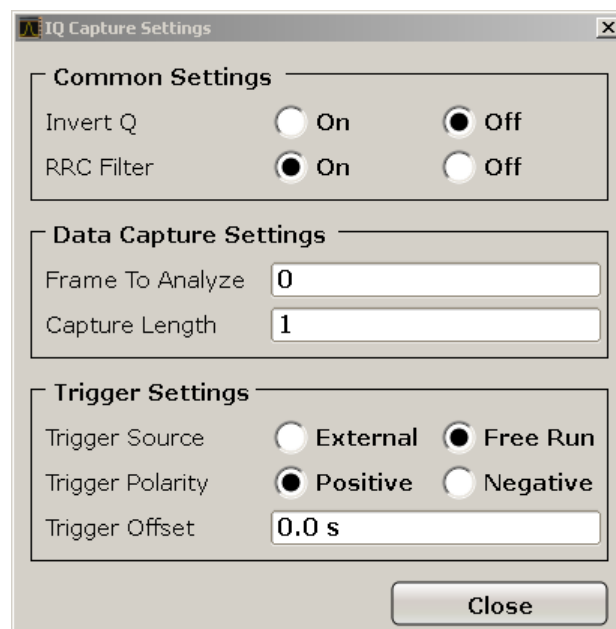 IQ Capture Settings
Common Settings
Invert Q On Off
RRC Filter On Off
Data Capture Settings
Frame To Analyze 0
Capture Length 1
Trigger Settings
Trigger Source External Free Run
Trigger Polarity Positive Negative
Trigger Offset 0.0 s
Close